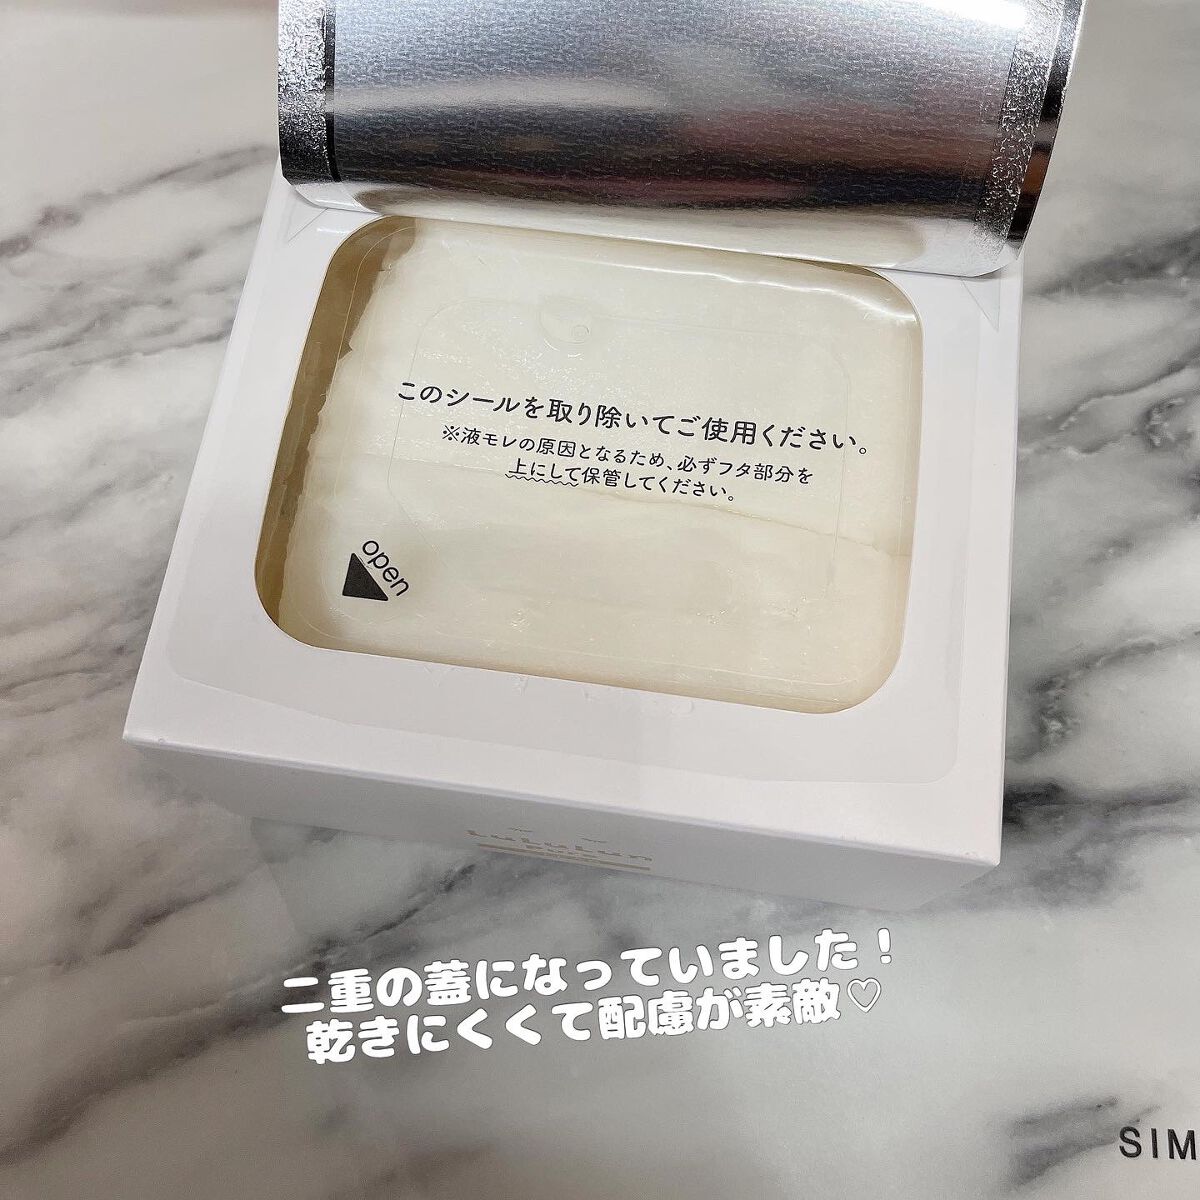 このシールを取り除いてご使用ください。
※液モレの原因となるため、必ずフタ部分を
上にして保管してください。
open
LuLuLun
Pure
二重の蓋になっていました！
乾きにくくて配慮が素敵♡
SIM